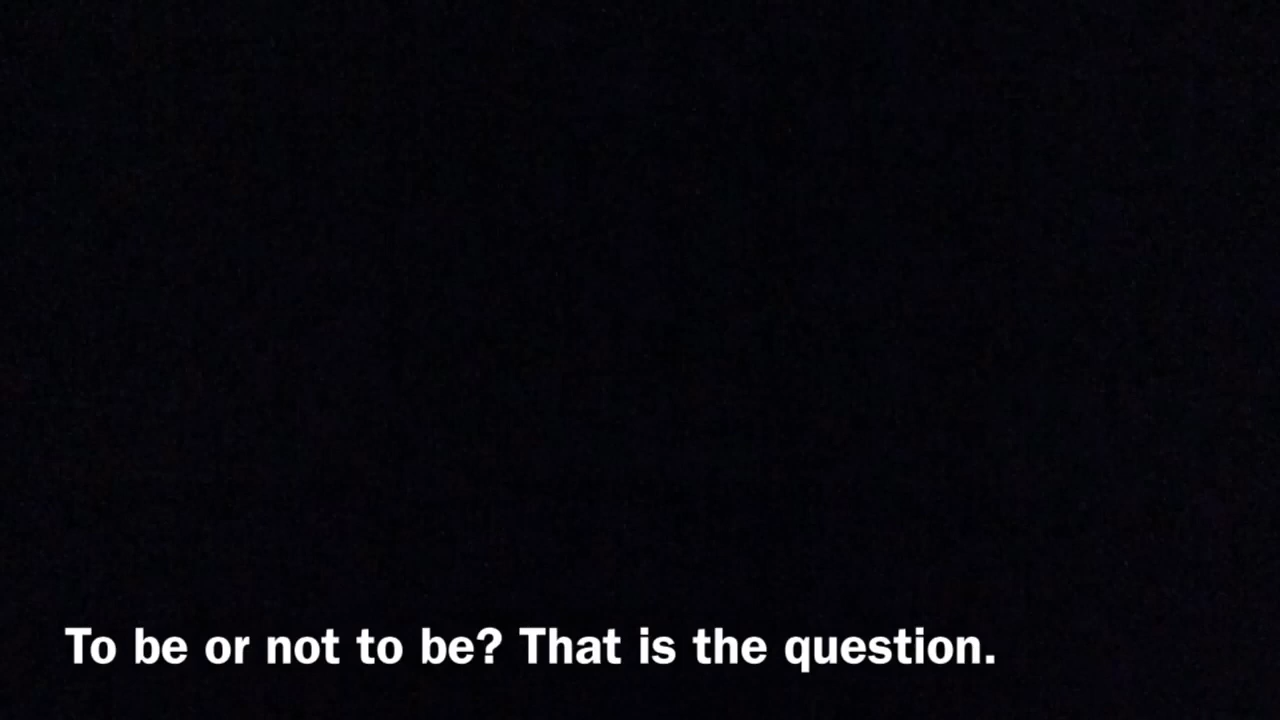 To be or not to be? That is the question.